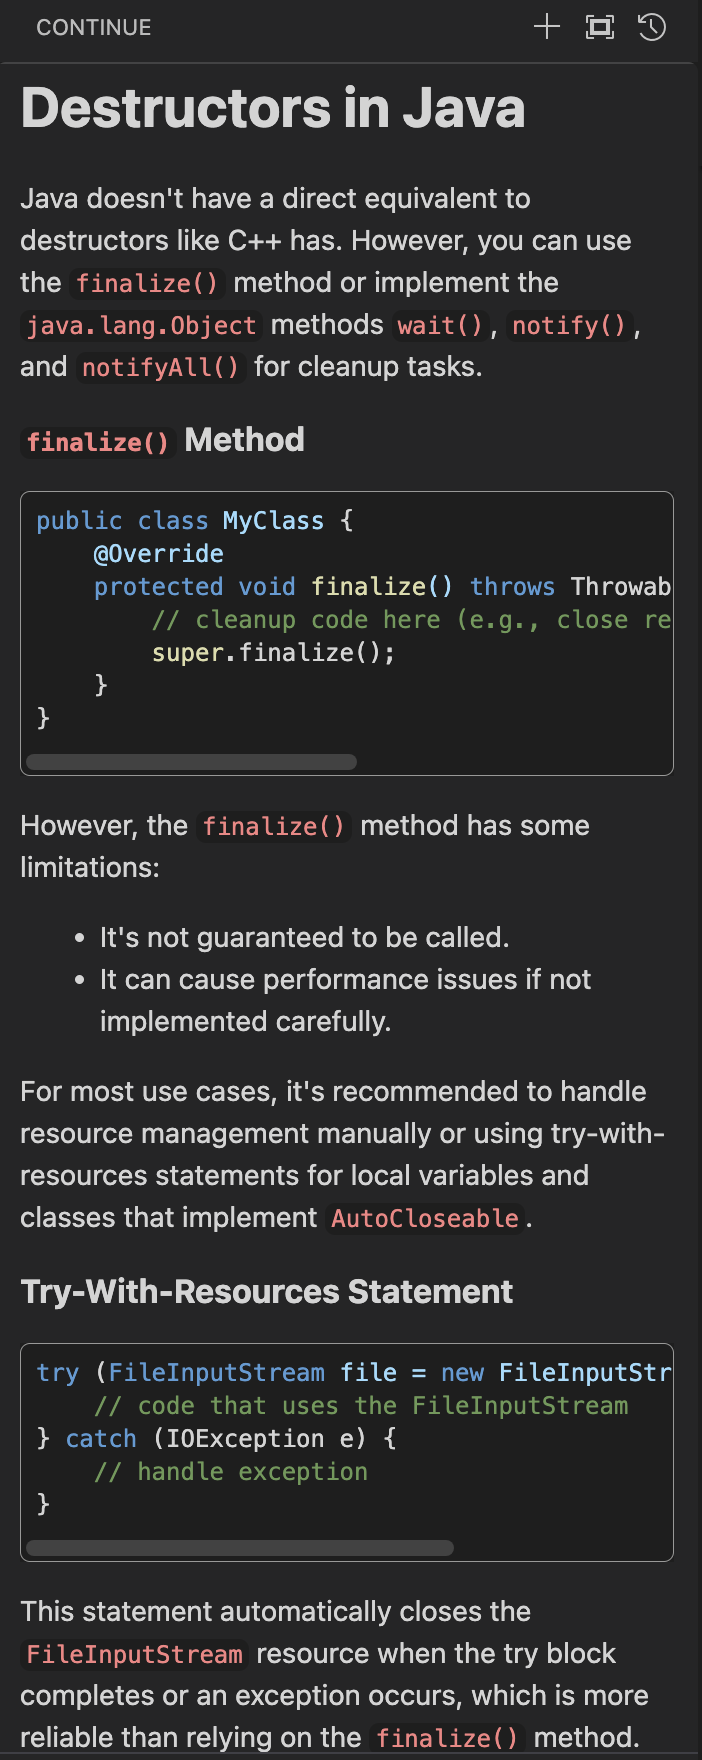 CONTINUE
Destructors in Java
Java doesn't have a direct equivalent to
destructors like C++ has. However, you can use
the finalize() method or implement the
java.lang.Object methods wait(), notify(),
and notifyAll() for cleanup tasks.
finalize() Method
public class MyClass {
    @Override
    protected void finalize() throws Throwab
        // cleanup code here (e.g., close re
        super.finalize();
    }
}
However, the finalize() method has some
limitations:
• It's not guaranteed to be called.
• It can cause performance issues if not
implemented carefully.
For most use cases, it's recommended to handle
resource management manually or using try-with-
resources statements for local variables and
classes that implement AutoCloseable.
Try-With-Resources Statement
try (FileInputStream file = new FileInputStr
    // code that uses the FileInputStream
} catch (IOException e) {
    // handle exception
}
This statement automatically closes the
FileInputStream resource when the try block
completes or an exception occurs, which is more
reliable than relying on the finalize() method.